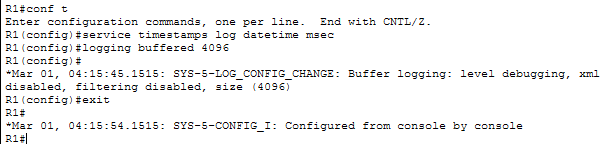 R1#conf t
Enter configuration commands, one per line.  End with CNTL/Z.
R1(config)#service timestamps log datetime msec
R1(config)#logging buffered 4096
R1(config)#
*Mar 01, 04:15:45.1515: SYS-5-LOG_CONFIG_CHANGE: Buffer logging: level debugging, xml
disabled, filtering disabled, size (4096)
R1(config)#exit
R1#
*Mar 01, 04:15:54.1515: SYS-5-CONFIG_I: Configured from console by console
R1#